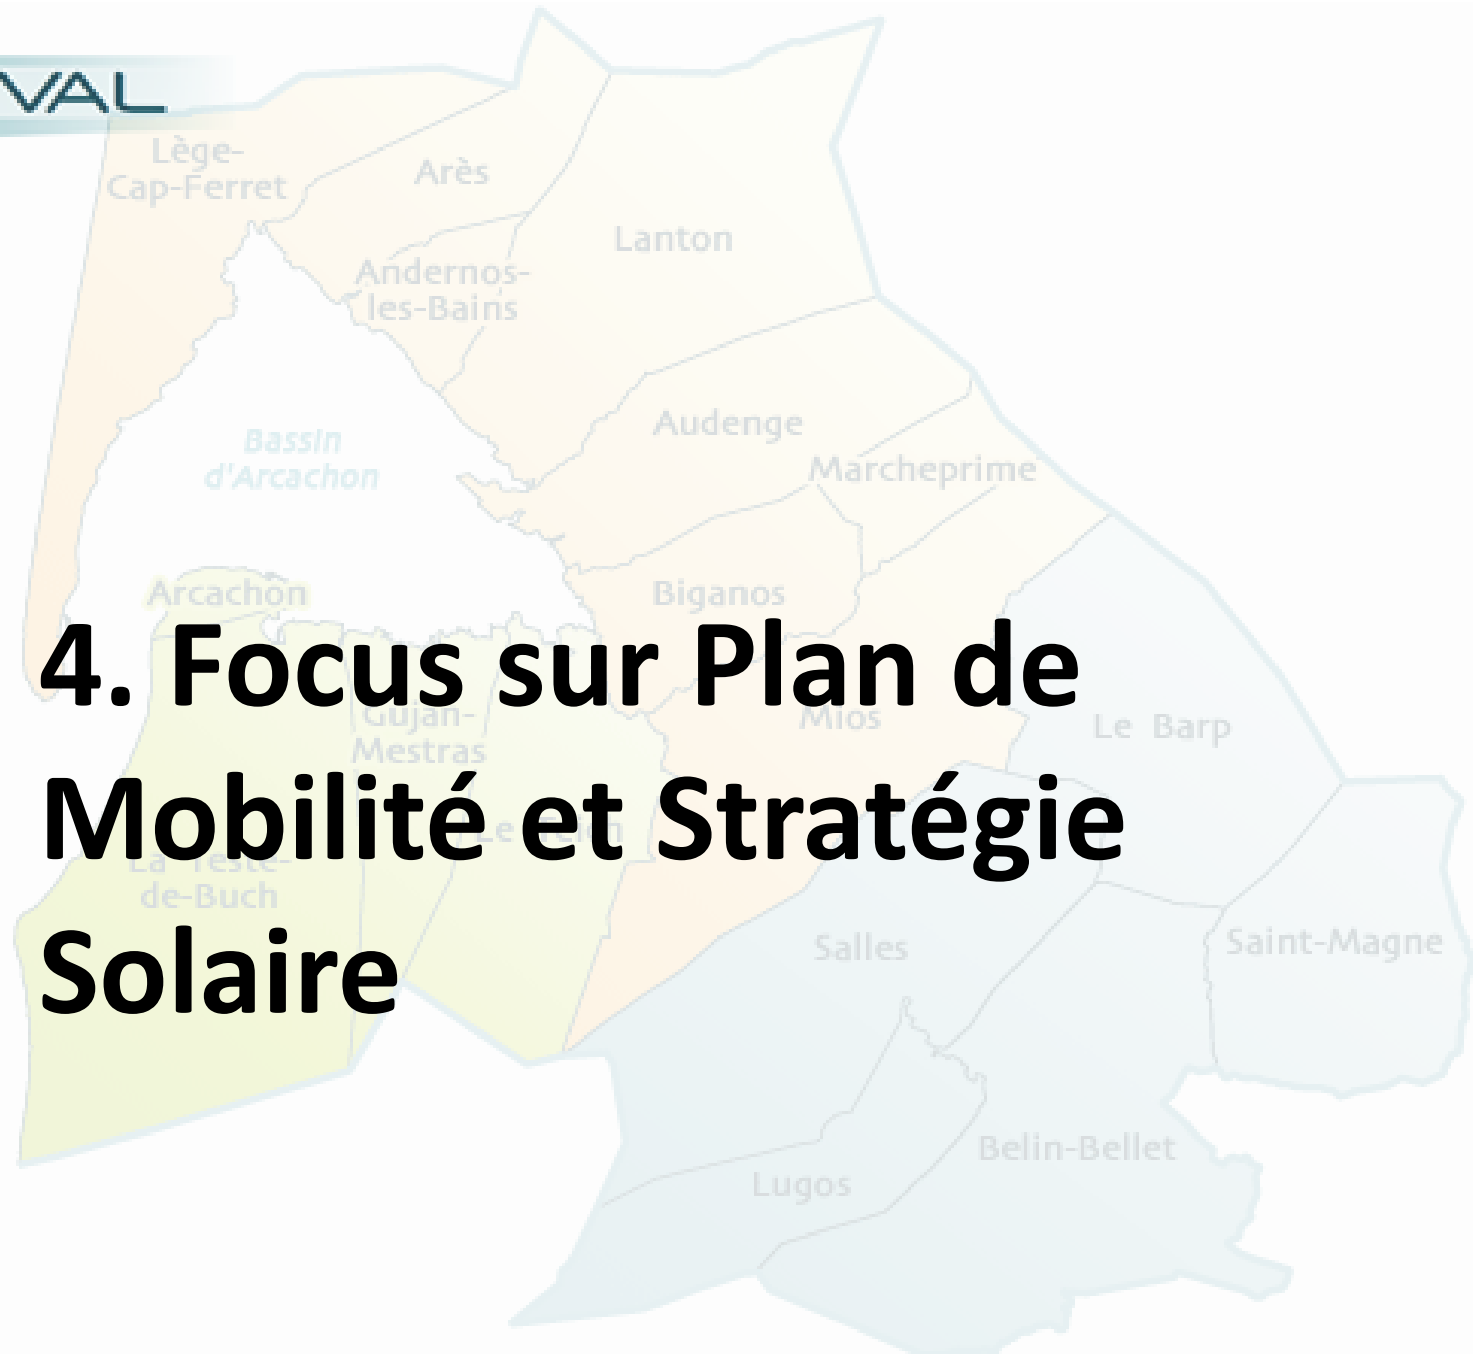 VAL
Lège-
Cap-Ferret
Arès
Lanton
Andernos-
les-Bains
Audenge
Bassin
d'Arcachon
Marcheprime
Arcachon
Biganos
4. Focus sur Plan de
Gujan-
Mestras
Mios
Le Barp
Mobilité et Stratégie
Le Teich
La Teste-
de-Buch
Solaire
Salles
Saint-Magne
Belin-Bellet
Lugos